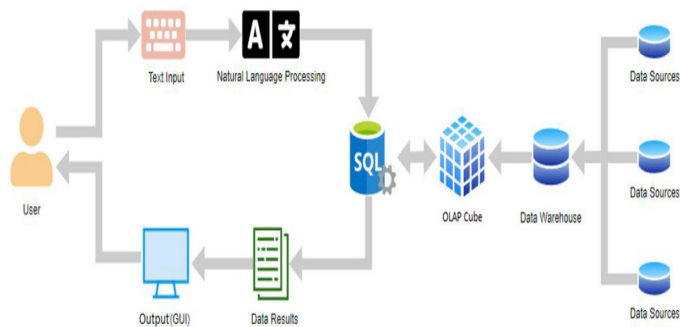 A 文
Text Input
Natural Language Processing
Data Sources
SQL
Data Sources
User
OLAP Cube
Data Warehouse
Output(GUI)
Data Results
Data Sources